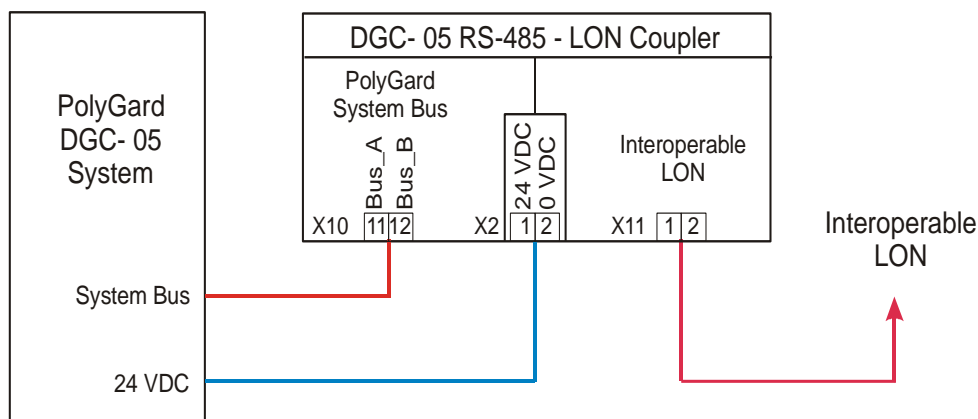 DGC- 05 RS-485 - LON Coupler
PolyGard
DGC- 05
System
PolyGard
System Bus
Bus_A
Bus_B
24 VDC
0 VDC
Interoperable
LON
X10 11 12
X2 1 2
X11 1 2
Interoperable
LON
System Bus
24 VDC